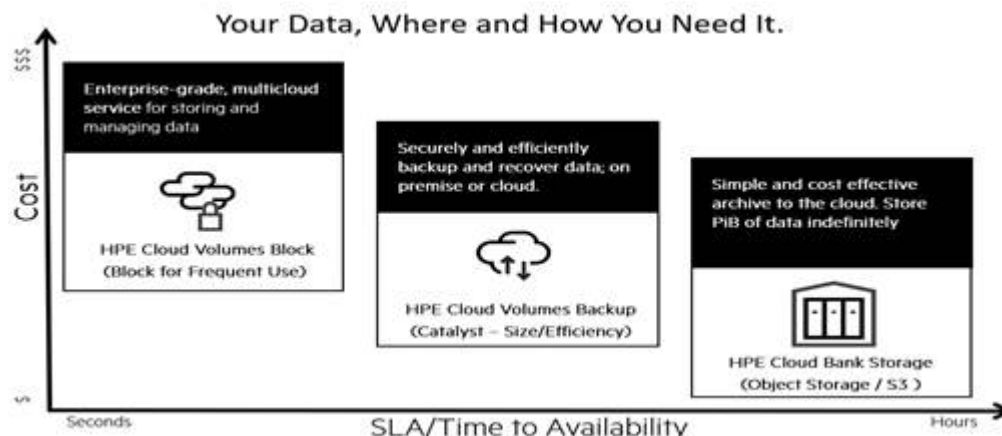 Your Data, Where and How You Need It.
$$$
Enterprise-grade, multicloud
service for storing and
managing data
HPE Cloud Volumes Block
(Block for Frequent Use)
Securely and efficiently
backup and recover data; on
premise or cloud.
HPE Cloud Volumes Backup
(Catalyst – Size/Efficiency)
Simple and cost effective
archive to the cloud. Store
PiB of data indefinitely
HPE Cloud Bank Storage
(Object Storage / S3 )
Cost
$
Seconds
SLA/Time to Availability
Hours